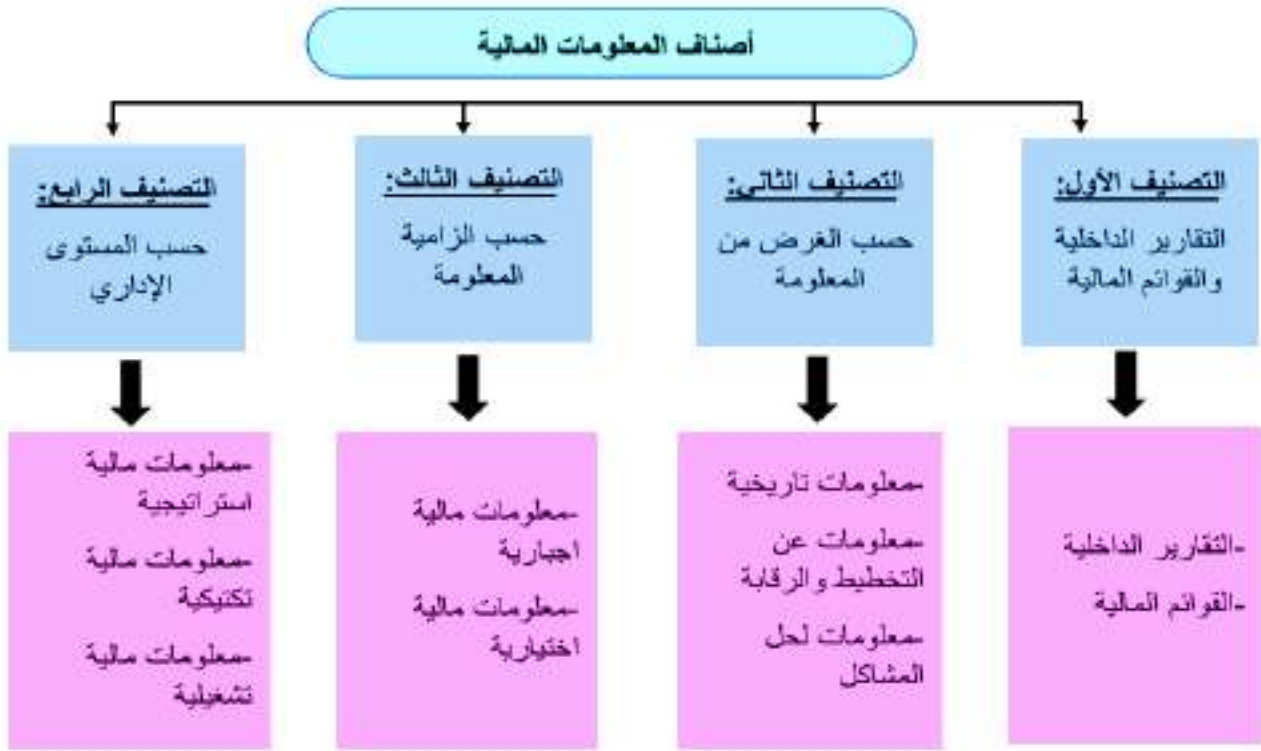 أصناف المعلومات المالية
التصنيف الأول:
التقارير الداخلية
والقوائم المالية
التصنيف الثاني:
حسب الغرض من
المعلومة
التصنيف الثالث:
حسب الزامية
المعلومة
التصنيف الرابع:
حسب المستوى
الإداري
-التقارير الداخلية
-القوائم المالية
-معلومات تاريخية
-معلومات عن
التخطيط والرقابة
-معلومات لحل
المشاكل
-معلومات مالية
اجبارية
-معلومات مالية
اختيارية
-معلومات مالية
استراتيجية
-معلومات مالية
تكتيكية
-معلومات مالية
تشغيلية